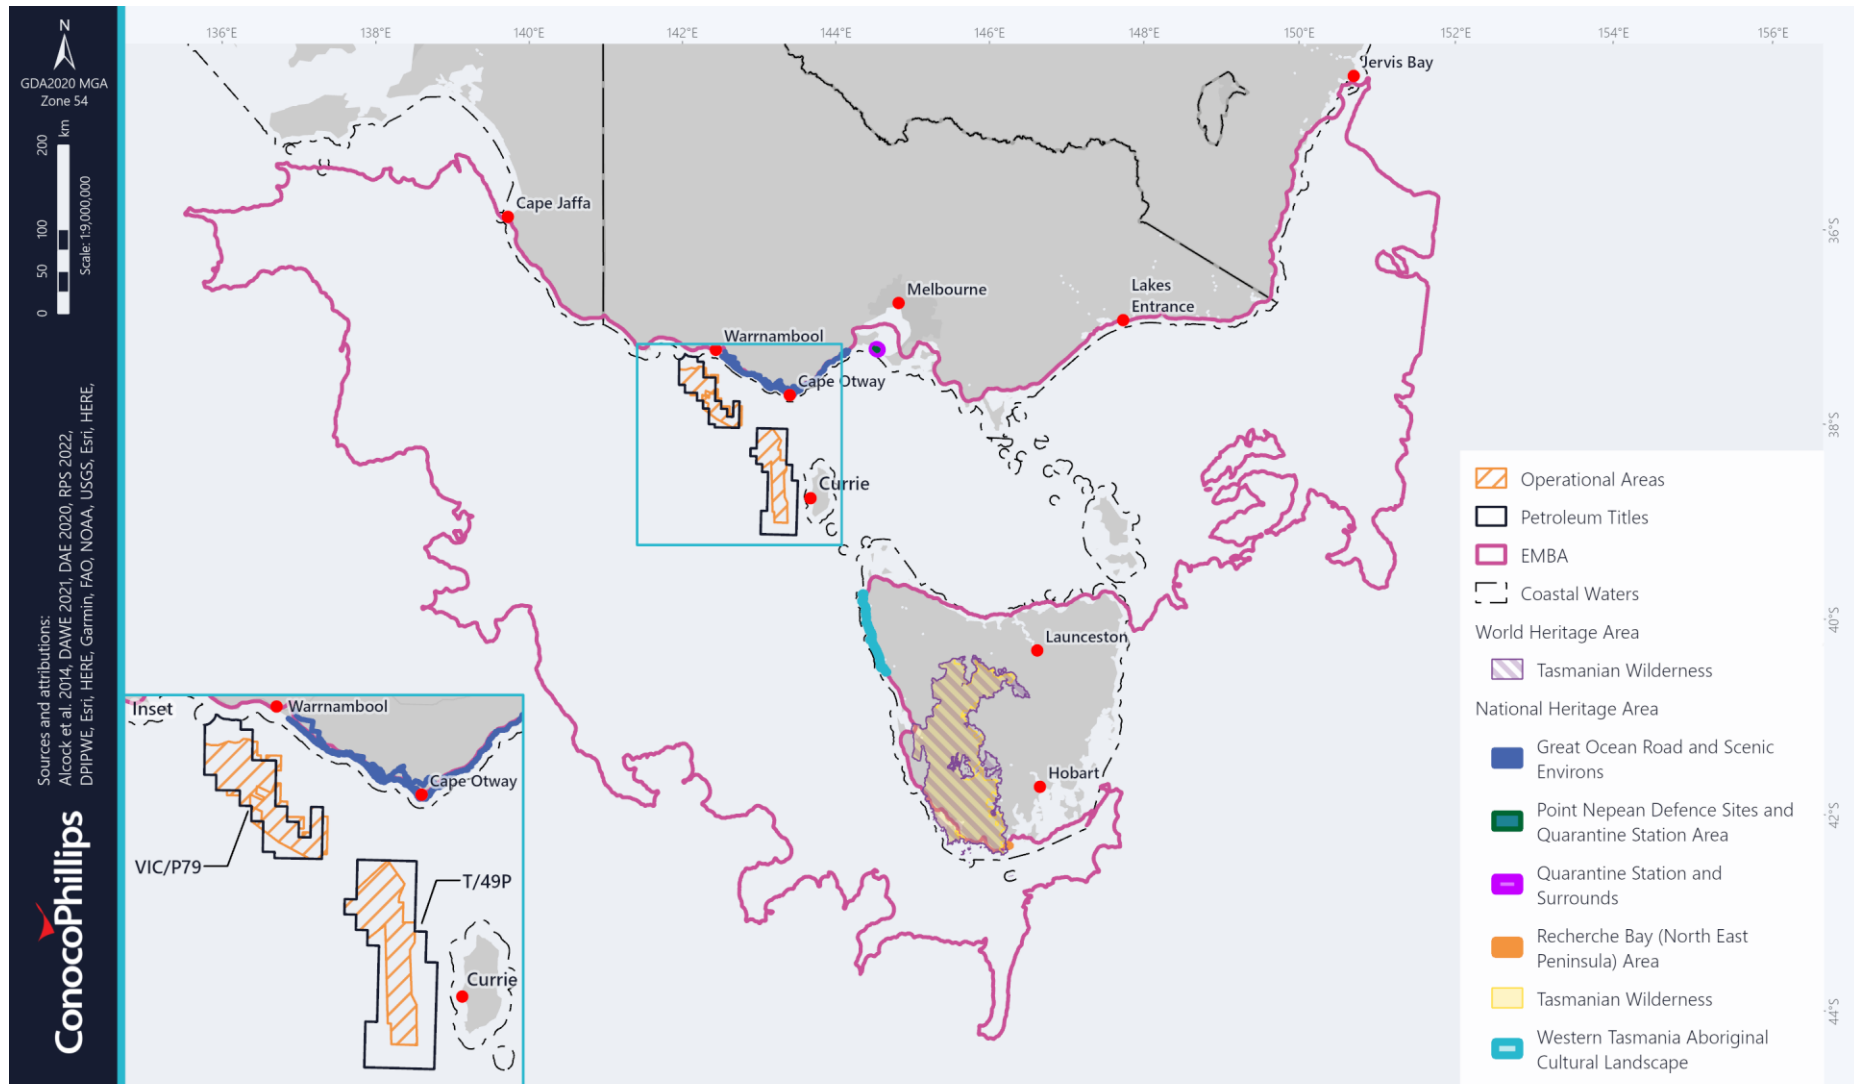 N
GDA2020 MGA
Zone 54
km
200
100
50
0
Scale: 1:9,000,000
Sources and attributions:
Alcock et al. 2014, DAWE 2021, DAE 2020, RPS 2022,
DPIPWE, Esri, HERE, Garmin, FAO, NOAA, USGS, Esri, HERE,
ConocoPhillips
136°E
138°E
140°E
142°E
144°E
146°E
148°E
150°E
152°E
154°E
156°E
36°S
38°S
40°S
42°S
44°S
Jervis Bay
Cape Jaffa
Melbourne
Lakes
Entrance
Warrnambool
Cape Otway
Currie
Launceston
Hobart
Inset
Warrnambool
Cape Otway
VIC/P79
T/49P
Currie
Operational Areas
Petroleum Titles
EMBA
Coastal Waters
World Heritage Area
Tasmanian Wilderness
National Heritage Area
Great Ocean Road and Scenic
Environs
Point Nepean Defence Sites and
Quarantine Station Area
Quarantine Station and
Surrounds
Recherche Bay (North East
Peninsula) Area
Tasmanian Wilderness
Western Tasmania Aboriginal
Cultural Landscape